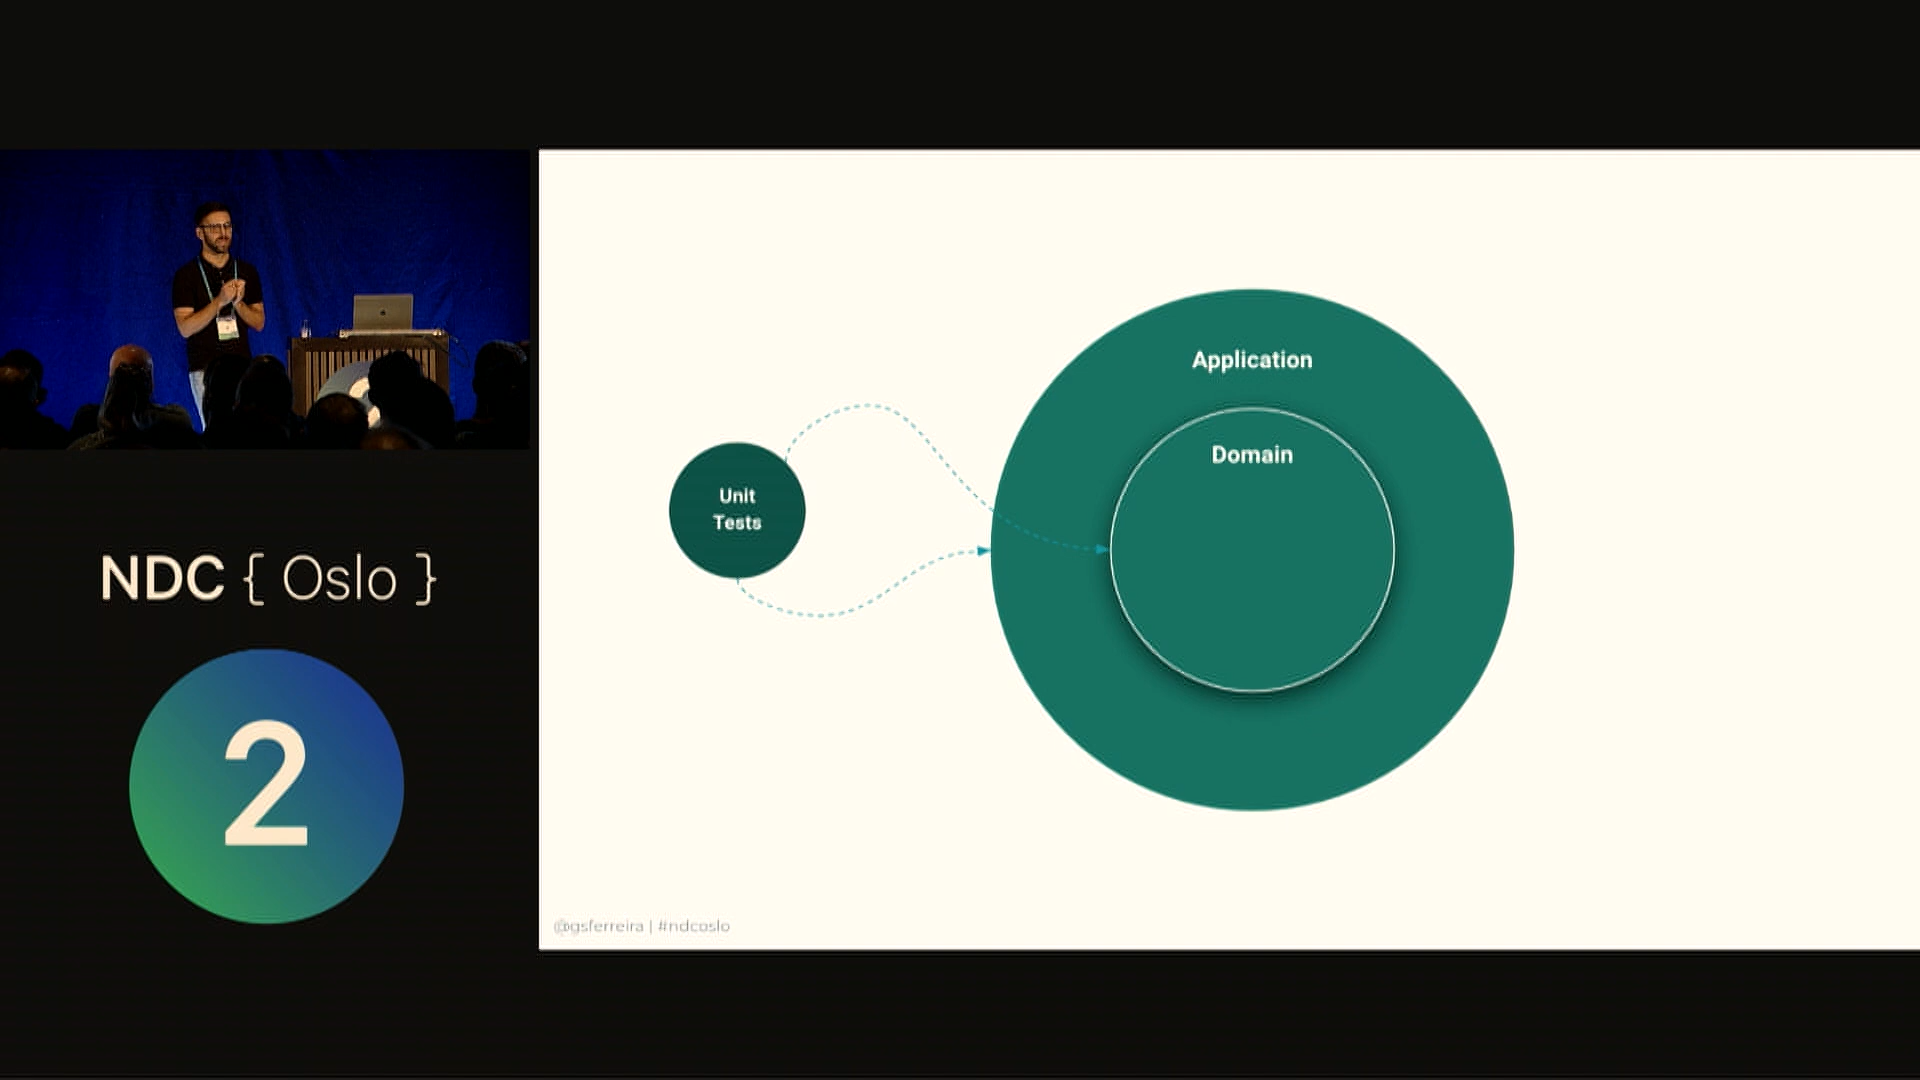 NDC { Oslo }
2
Application
Domain
Unit
Tests
@gsferreira | #ndcoslo